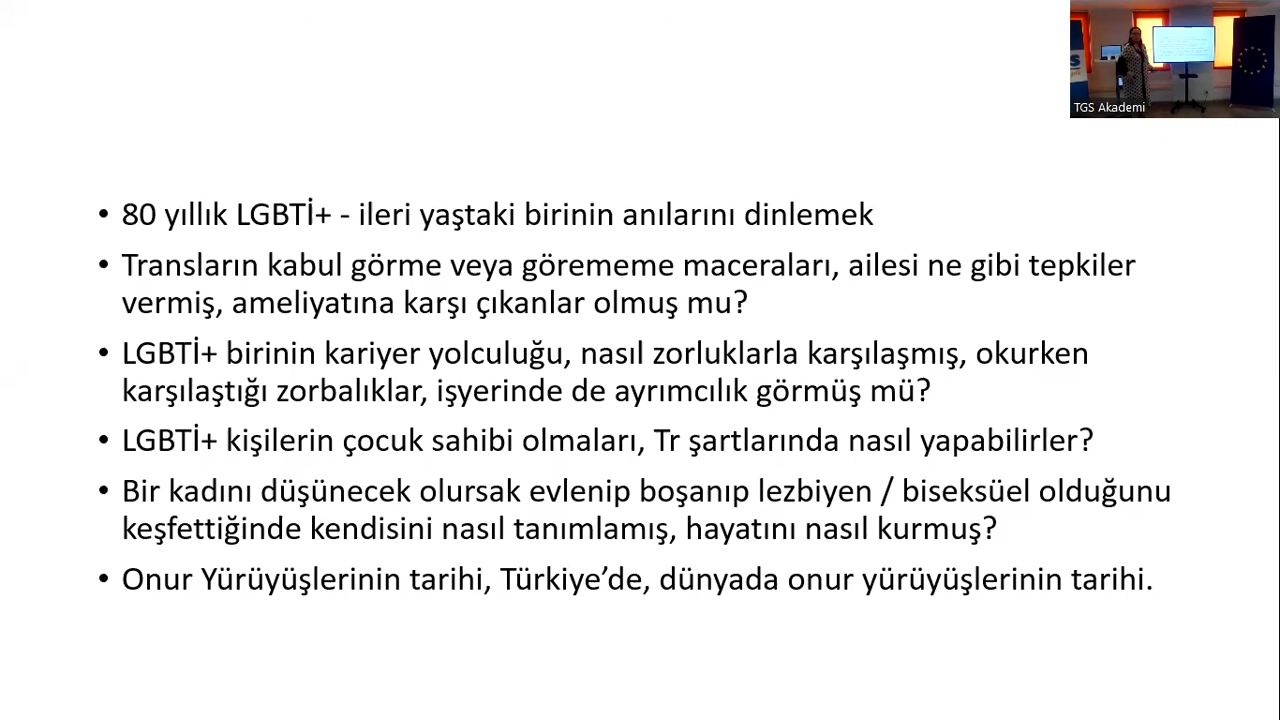 TGS Akademi
• 80 yıllık LGBTİ+ - ileri yaştaki birinin anılarını dinlemek
• Transların kabul görme veya görememe maceraları, ailesi ne gibi tepkiler
vermiş, ameliyatına karşı çıkanlar olmuş mu?
• LGBTİ+ birinin kariyer yolculuğu, nasıl zorluklarla karşılaşmış, okurken
karşılaştığı zorbalıklar, işyerinde de ayrımcılık görmüş mü?
• LGBTİ+ kişilerin çocuk sahibi olmaları, Tr şartlarında nasıl yapabilirler?
• Bir kadını düşünecek olursak evlenip boşanıp lezbiyen / biseksüel olduğunu
keşfettiğinde kendisini nasıl tanımlamış, hayatını nasıl kurmuş?
• Onur Yürüyüşlerinin tarihi, Türkiye’de, dünyada onur yürüyüşlerinin tarihi.